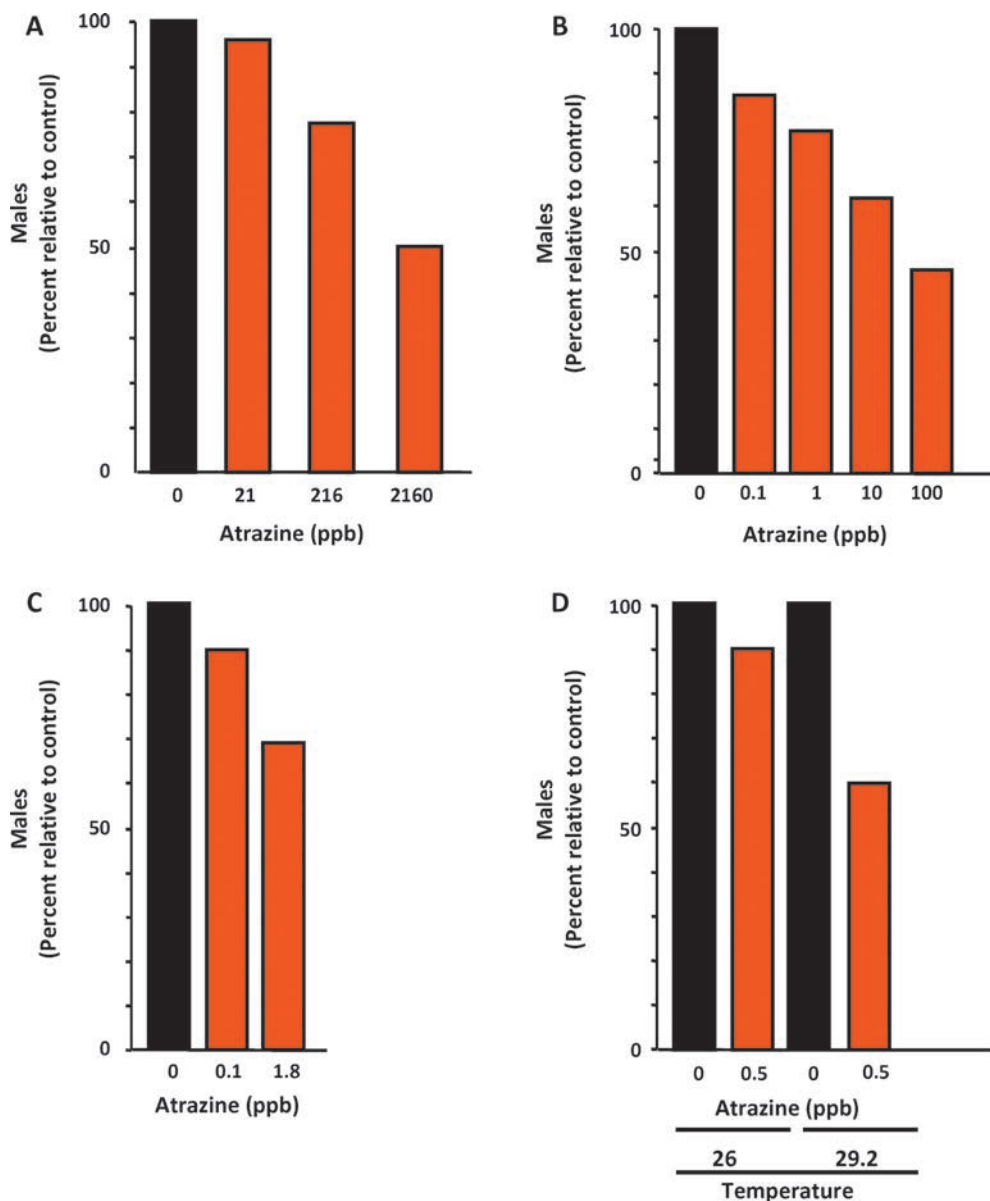 A
Males
(Percent relative to control)
100
50
0
0 21 216 2160
Atrazine (ppb)
B
Males
(Percent relative to control)
100
50
0
0 0.1 1 10 100
Atrazine (ppb)
C
Males
(Percent relative to control)
100
50
0
0 0.1 1.8
Atrazine (ppb)
D
Males
(Percent relative to control)
100
50
0
0 0.5 0 0.5
Atrazine (ppb)
26 29.2
Temperature